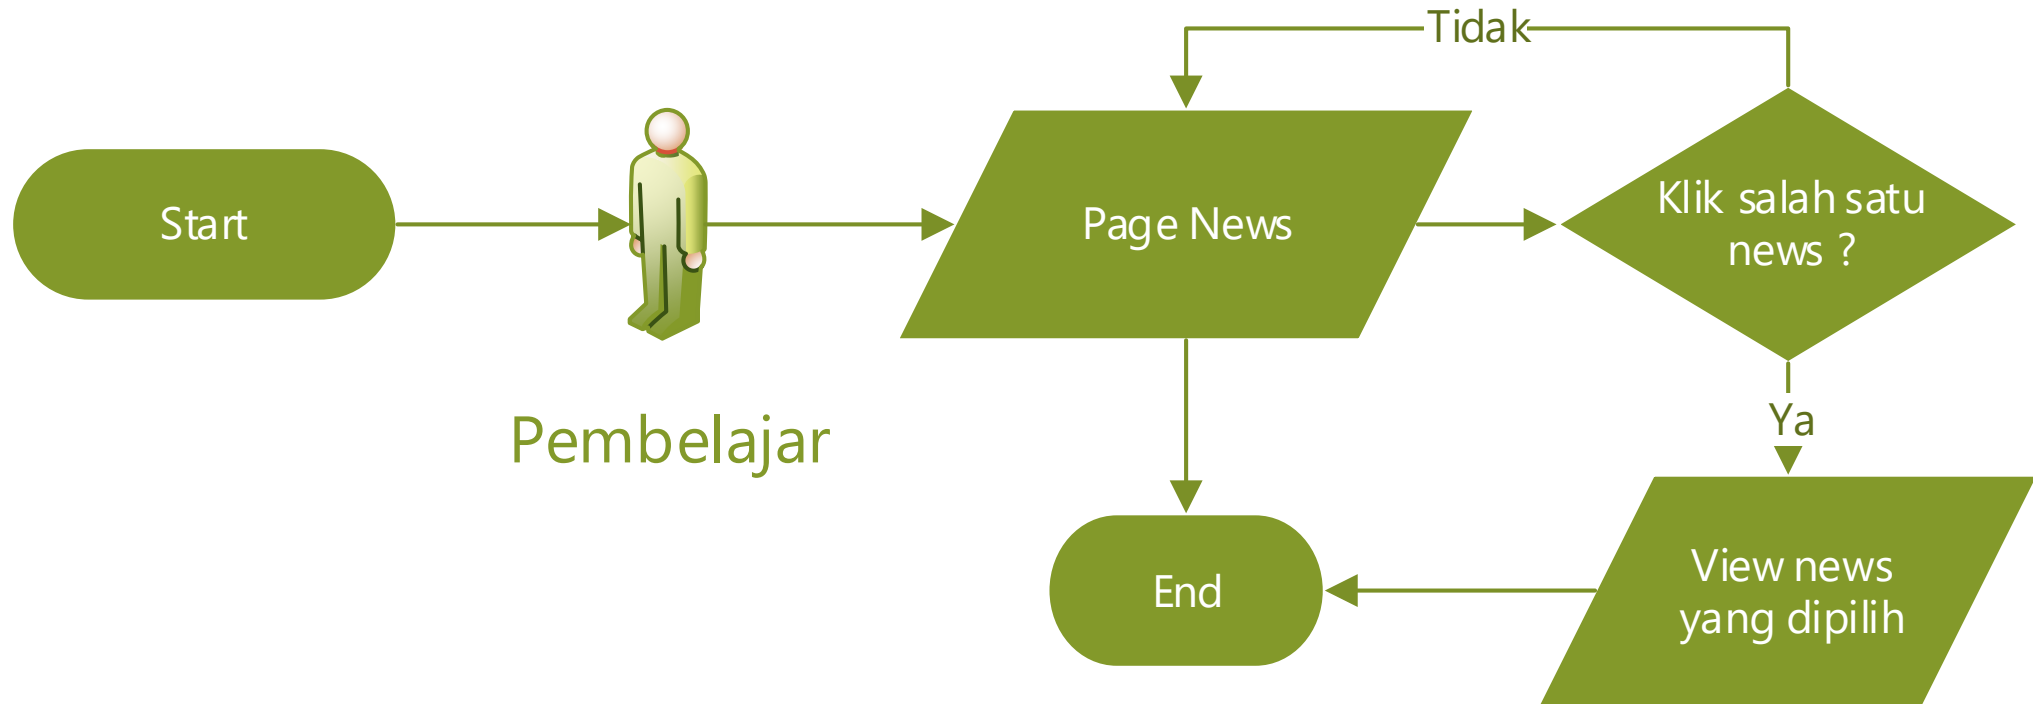 Tidak
Start
Page News
Klik salah satu
news ?
Pembelajar
Ya
End
View news
yang dipilih